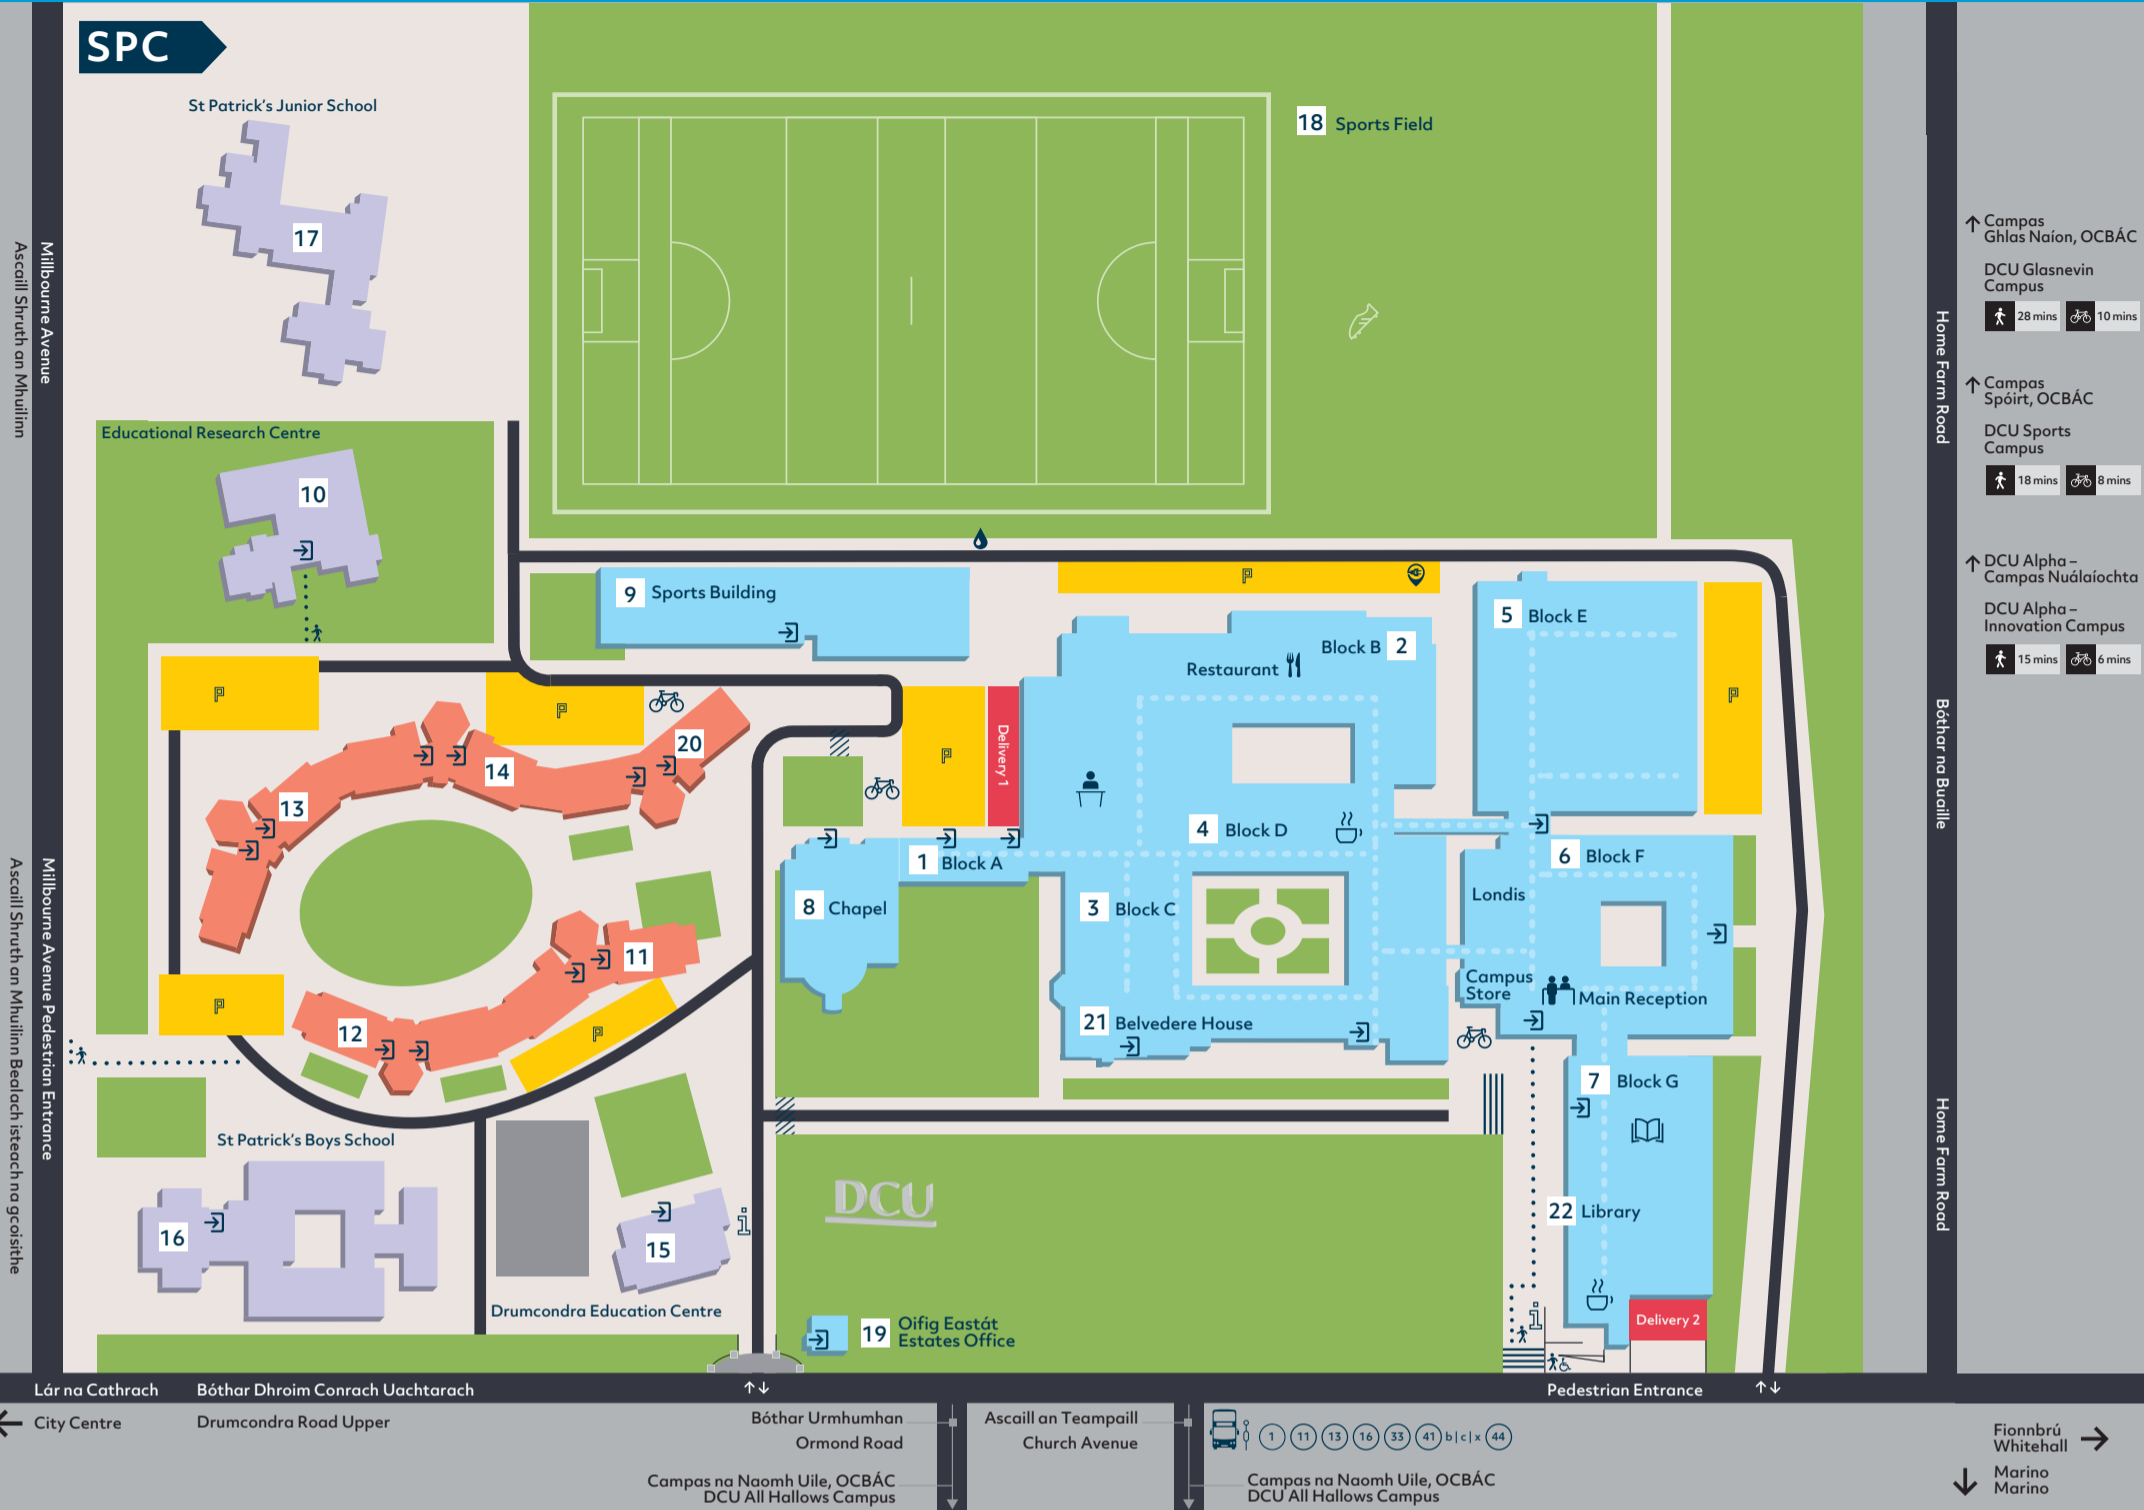 SPC
St Patrick's Junior School
17
18 Sports Field
Educational Research Centre
10
9 Sports Building
P
5 Block E
Block B 2
Restaurant
P
P
P
P
Delivery 1
20
14
13
4 Block D
1 Block A
6 Block F
Londis
8 Chapel
3 Block C
11
Campus
Store
Main Reception
P
12
P
21 Belvedere House
7 Block G
St Patrick's Boys School
16
15
DCU
22 Library
Drumcondra Education Centre
19 Oifig Eastát
Estates Office
Delivery 2
Millbourne Avenue
Ascaill Shruth an Mhuilinn
Millbourne Avenue Pedestrian Entrance
Ascaill Shruth an Mhuilinn Bealach isteach na gcoisithe
Home Farm Road
Bóthar na Buaille
Home Farm Road
Campas
Ghlas Naíon, OCBÁC
DCU Glasnevin
Campus
28 mins 10 mins
Campas
Spóirt, OCBÁC
DCU Sports
Campus
18 mins 8 mins
DCU Alpha –
Campas Nuálaíochta
DCU Alpha –
Innovation Campus
15 mins 6 mins
Lár na Cathrach
Bóthar Dhroim Conrach Uachtarach
Pedestrian Entrance
City Centre
Drumcondra Road Upper
Bóthar Urmhumhan
Ormond Road
Campas na Naomh Uile, OCBÁC
DCU All Hallows Campus
Ascaill an Teampaill
Church Avenue
1 11 13 16 33 41 b|c|x 44
Campas na Naomh Uile, OCBÁC
DCU All Hallows Campus
Fionnbrú
Whitehall
Marino
Marino